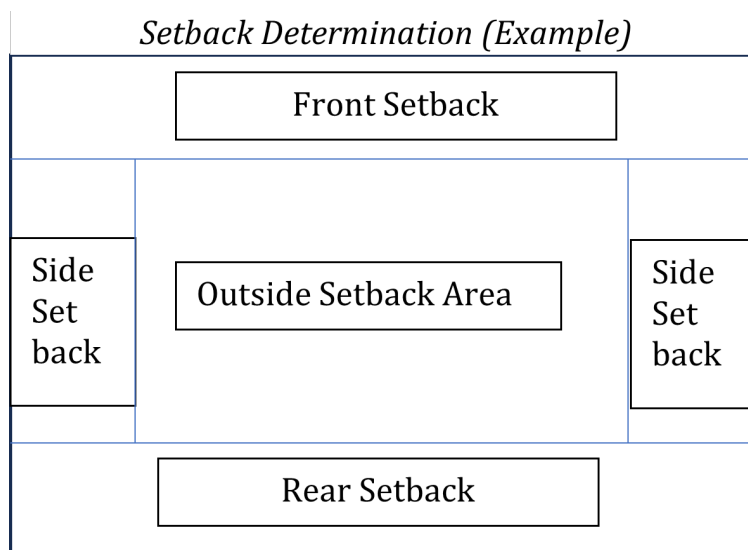 Setback Determination (Example)
Front Setback
Side
Set
back
Outside Setback Area
Side
Set
back
Rear Setback